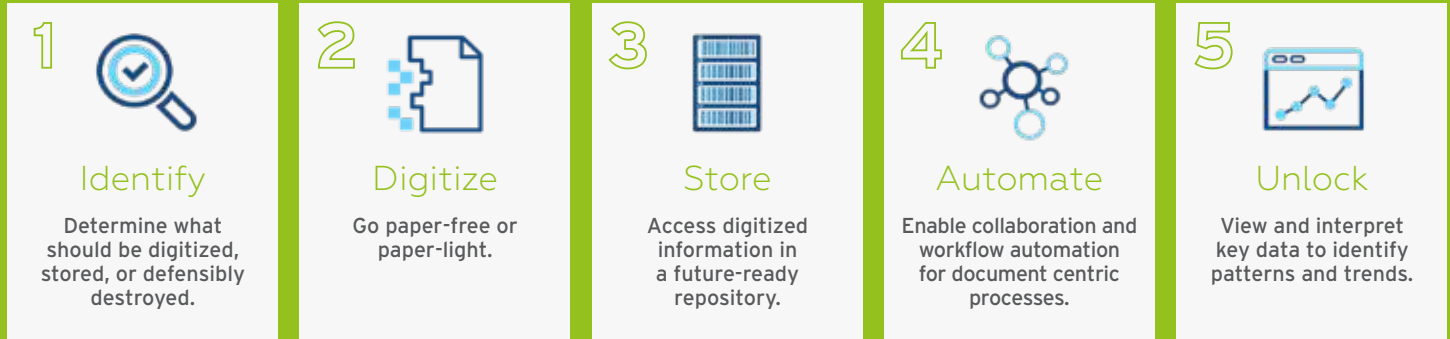 1
Identify
Determine what
should be digitized,
stored, or defensibly
destroyed.
2
Digitize
Go paper-free or
paper-light.
3
Store
Access digitized
information in
a future-ready
repository.
4
Automate
Enable collaboration and
workflow automation
for document centric
processes.
5
Unlock
View and interpret
key data to identify
patterns and trends.